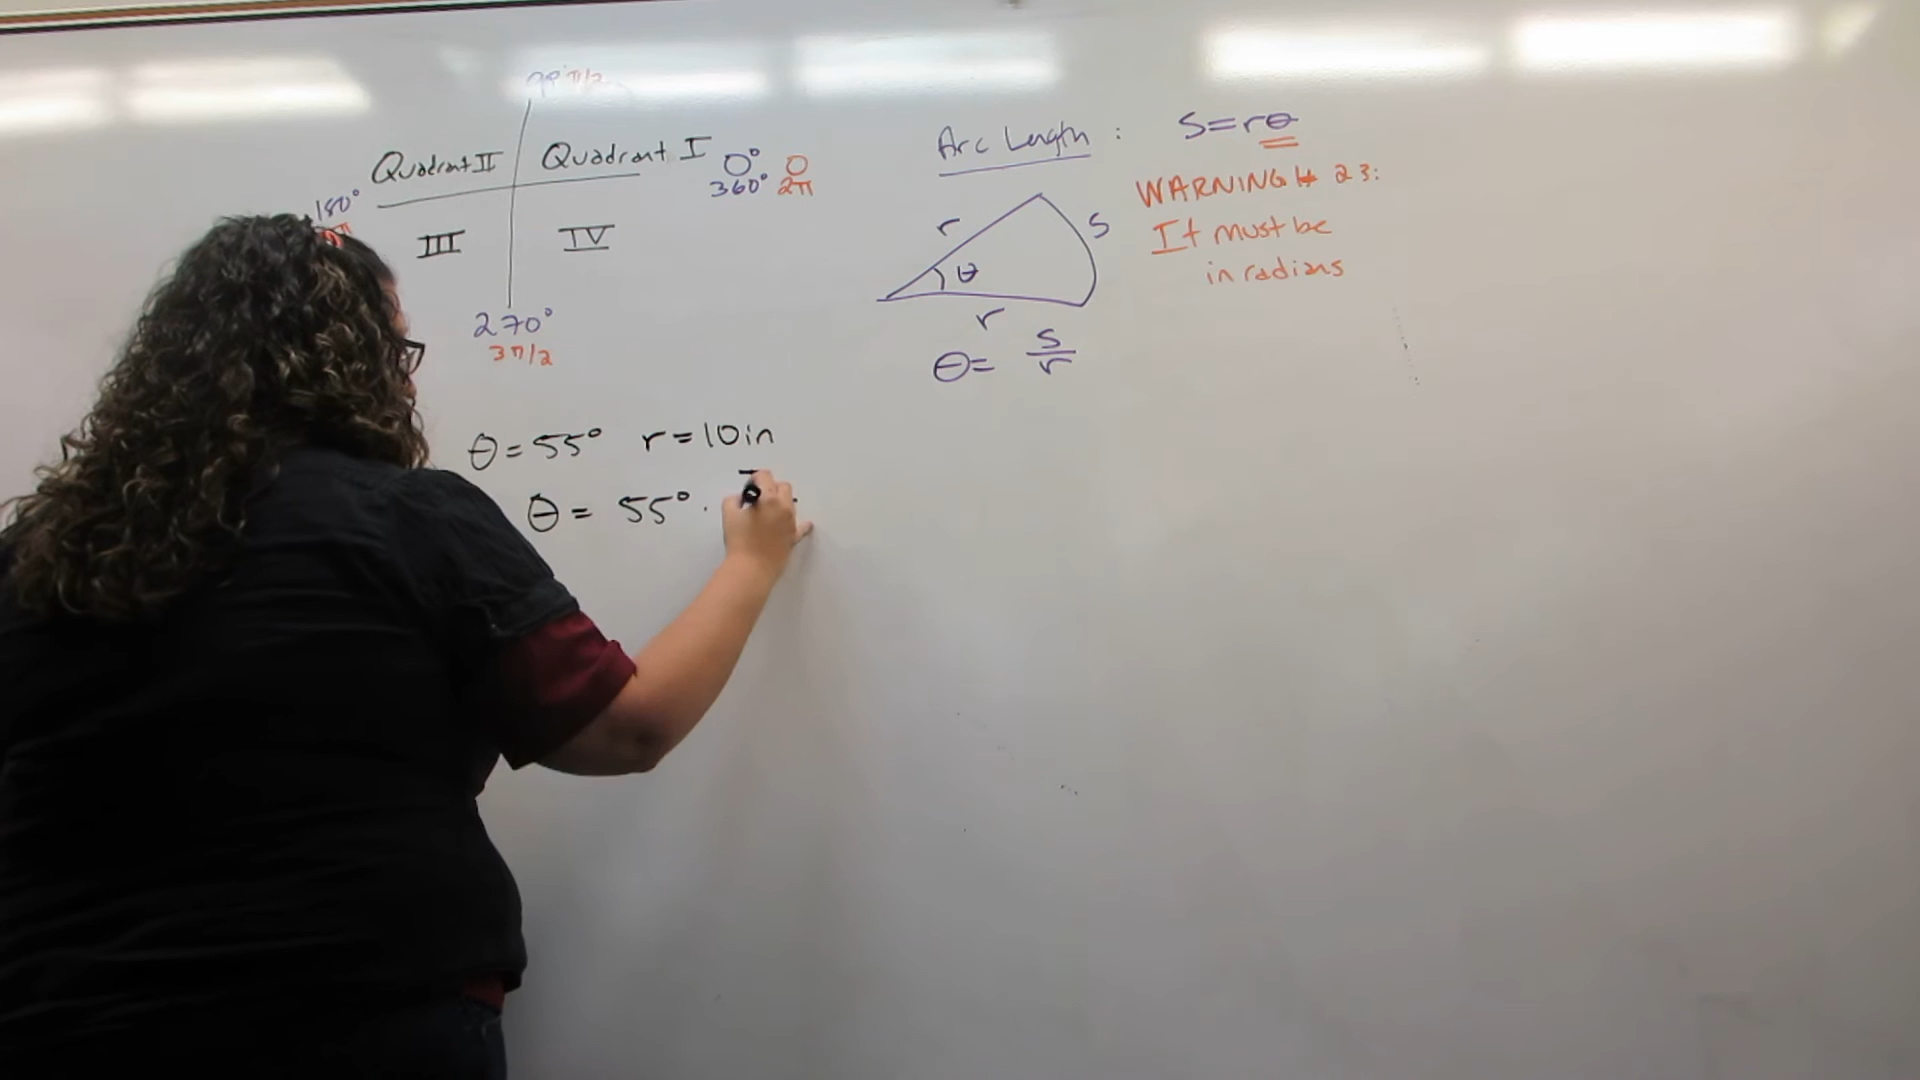 90° π/2
Quadrant II Quadrant I 0° 0
360° 2π
180°
III IV
270°
3π/2
Arc Length : S=rθ
WARNING # 23:
It must be
in radians
r S
θ
r
θ= S/r
θ=55° r=10in
θ= 55° ·